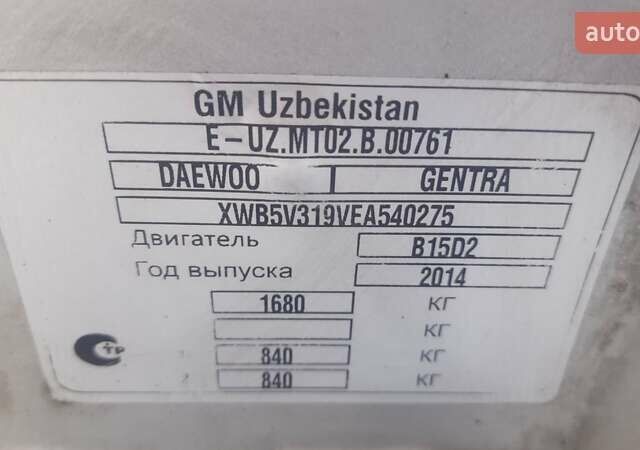 auto
GM Uzbekistan
E-UZ.MT02.B.00761
DAEWOO GENTRA
XWB5V319VEA540275
Двигатель B15D2
Год выпуска 2014
1680 КГ
КГ
840 КГ
840 КГ